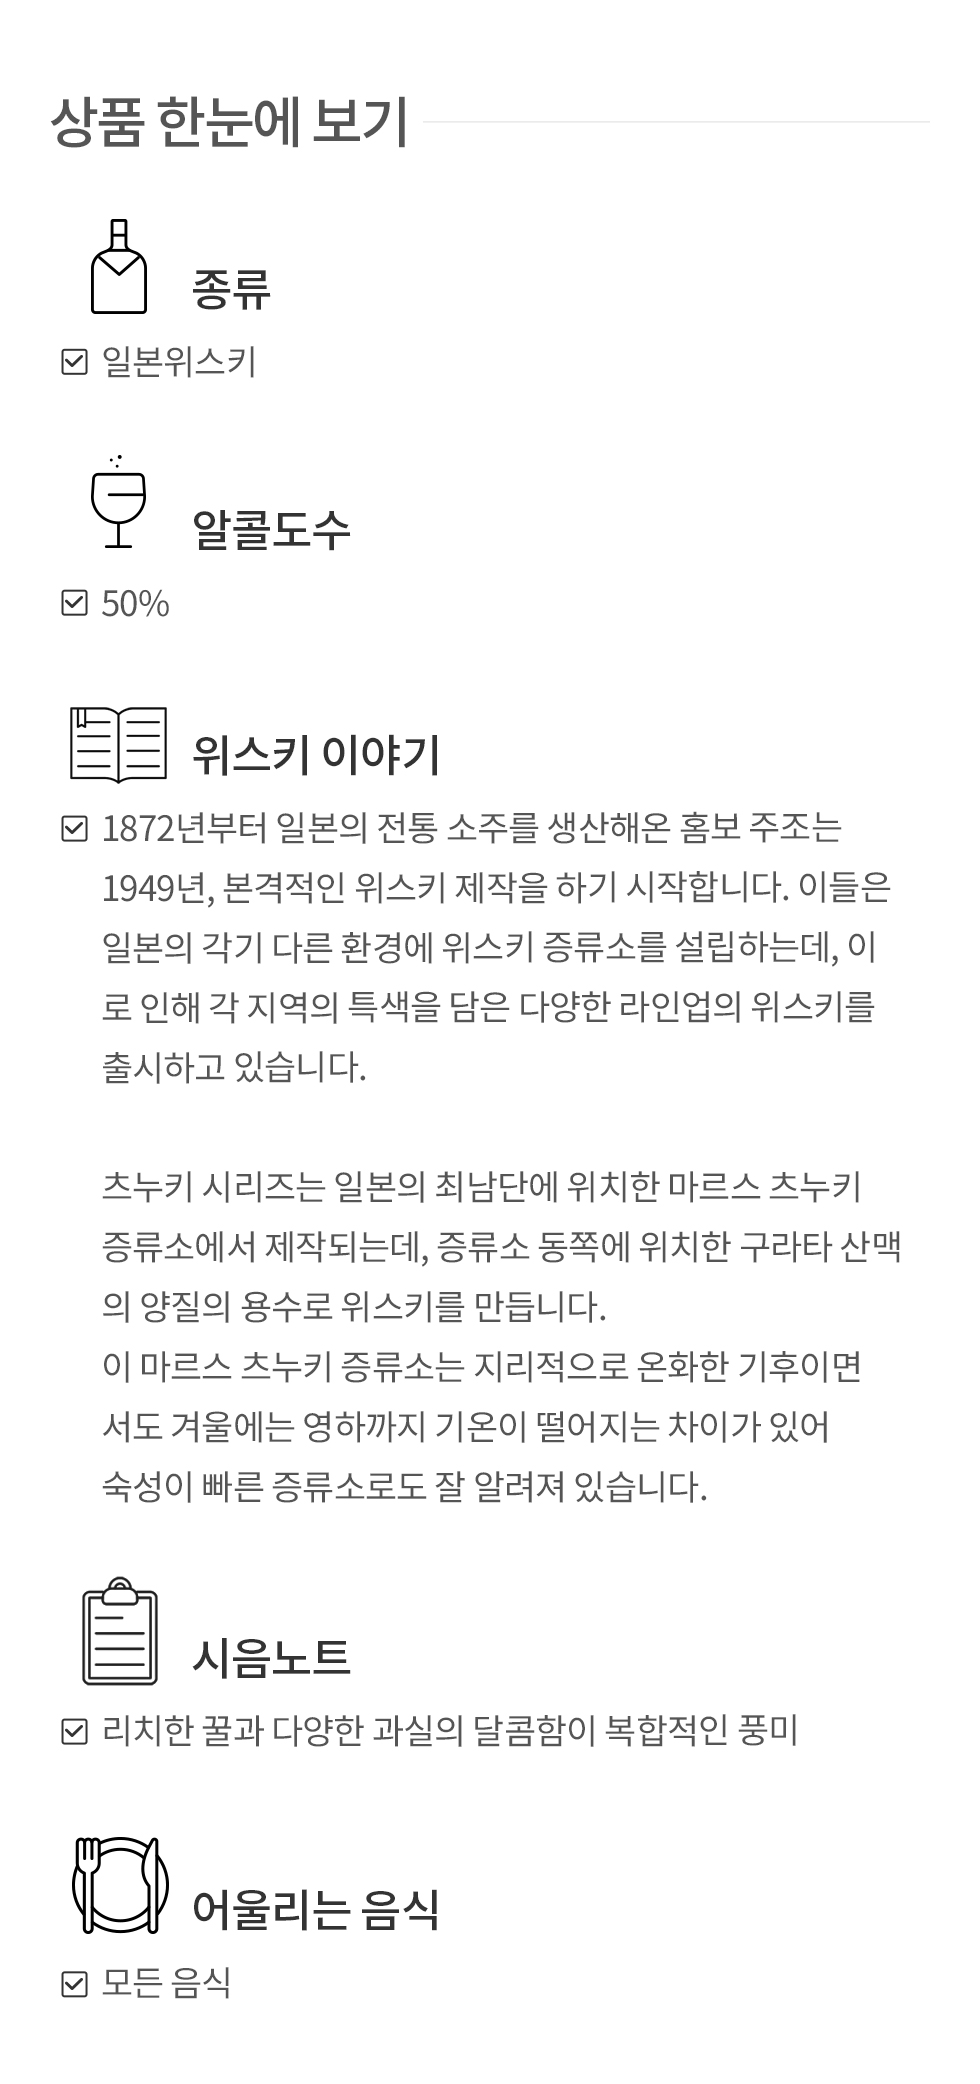 상품 한눈에 보기
종류
일본위스키
알콜도수
50%
위스키 이야기
1872년부터 일본의 전통 소주를 생산해온 홈보 주조는
1949년, 본격적인 위스키 제작을 하기 시작합니다. 이들은
일본의 각기 다른 환경에 위스키 증류소를 설립하는데, 이
로 인해 각 지역의 특색을 담은 다양한 라인업의 위스키를
출시하고 있습니다.
츠누키 시리즈는 일본의 최남단에 위치한 마르스 츠누키
증류소에서 제작되는데, 증류소 동쪽에 위치한 구라타 산맥
의 양질의 용수로 위스키를 만듭니다.
이 마르스 츠누키 증류소는 지리적으로 온화한 기후이면
서도 겨울에는 영하까지 기온이 떨어지는 차이가 있어
숙성이 빠른 증류소로도 잘 알려져 있습니다.
시음노트
리치한 꿀과 다양한 과실의 달콤함이 복합적인 풍미
어울리는 음식
모든 음식